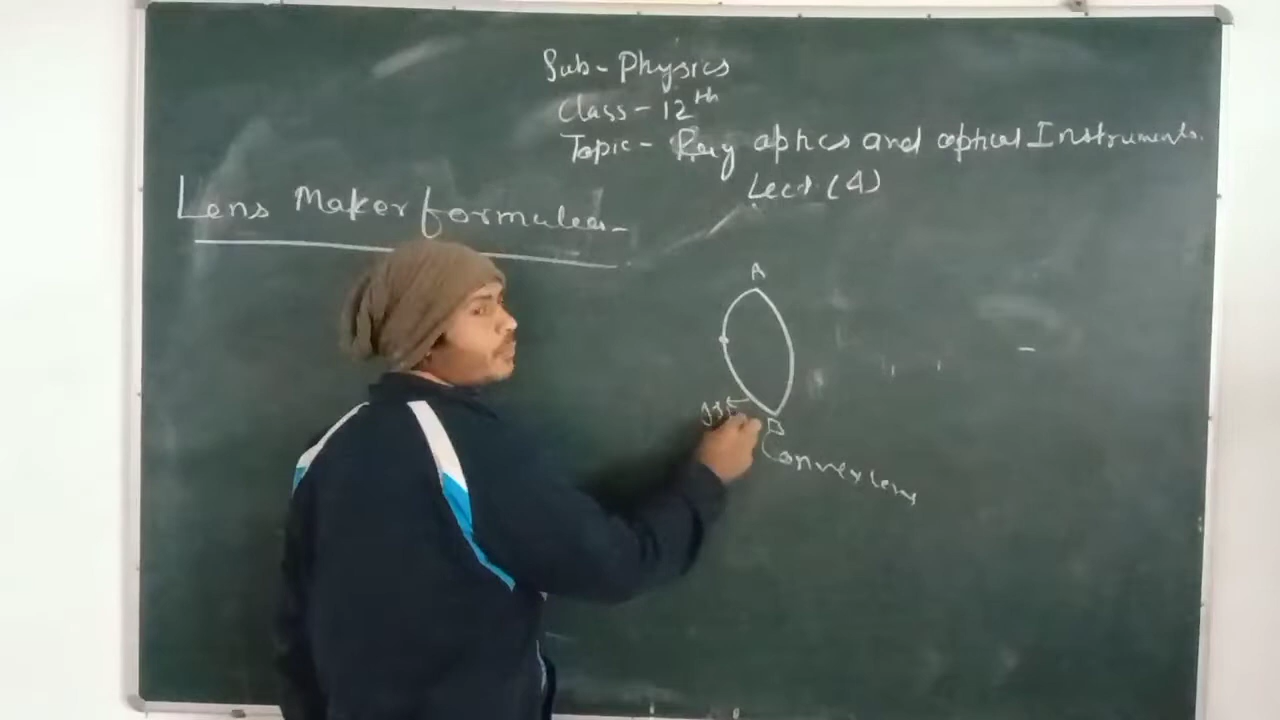 Sub - Physics
Class - 12th
Topic - Ray optics and optical Instruments.
Lect (4)
Lens Maker formulea -
A
B
Convex lens